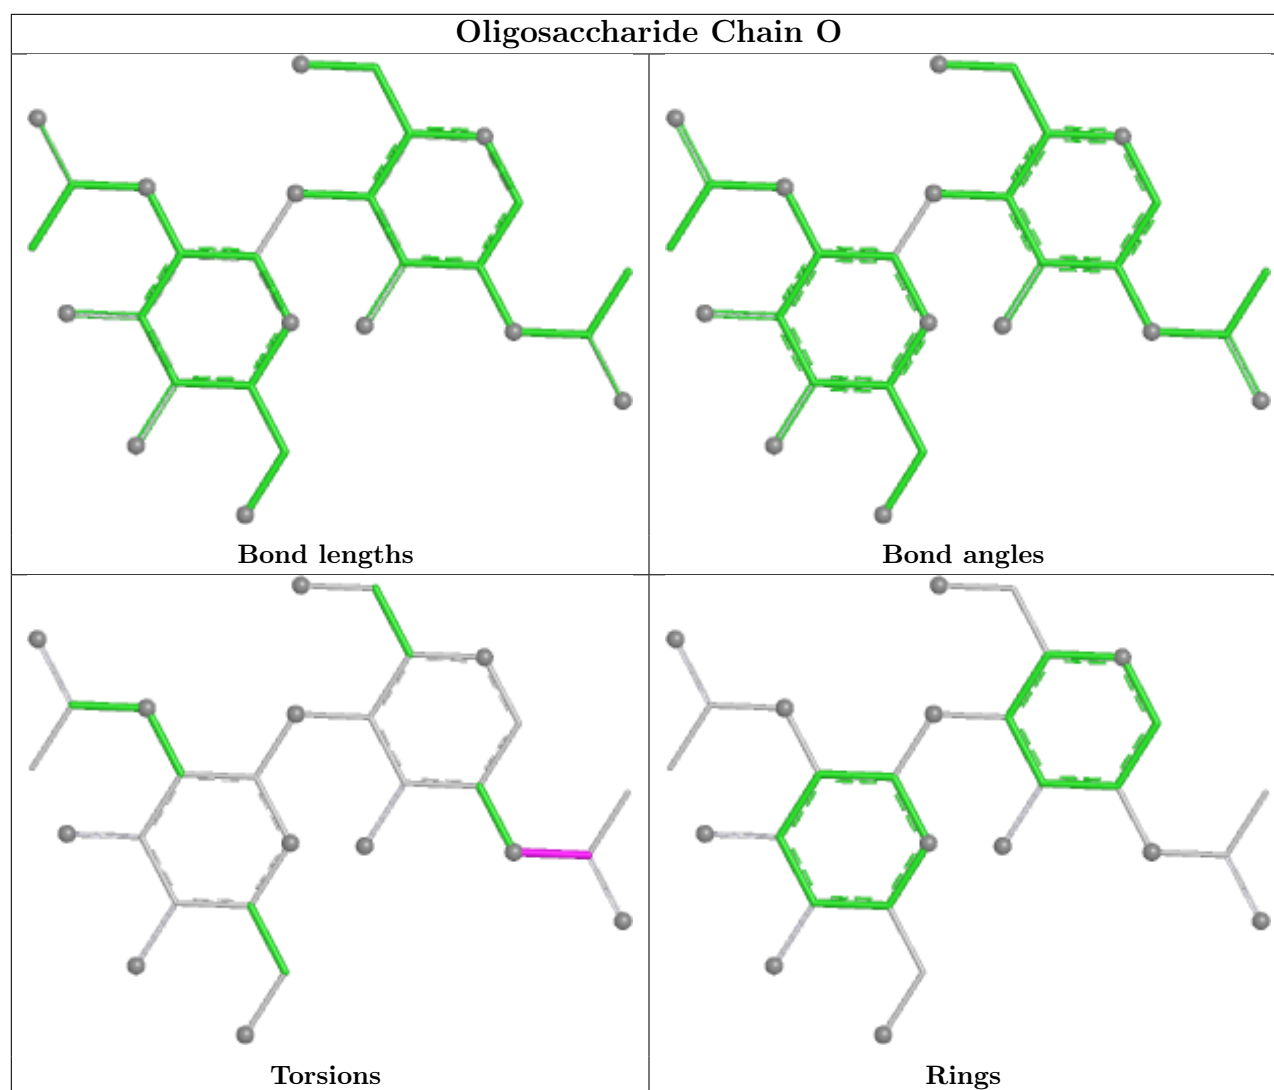 Oligosaccharide Chain O
Bond lengths
Bond angles
Torsions
Rings